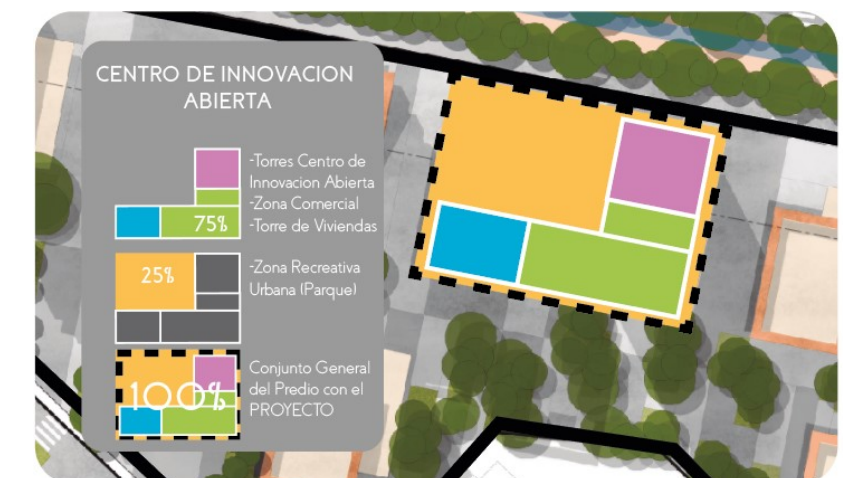 CENTRO DE INNOVACION
ABIERTA
-Torres Centro de
Innovacion Abierta
-Zona Comercial
75%
-Torre de Viviendas
25%
-Zona Recreativa
Urbana (Parque)
100%
Conjunto General
del Predio con el
PROYECTO